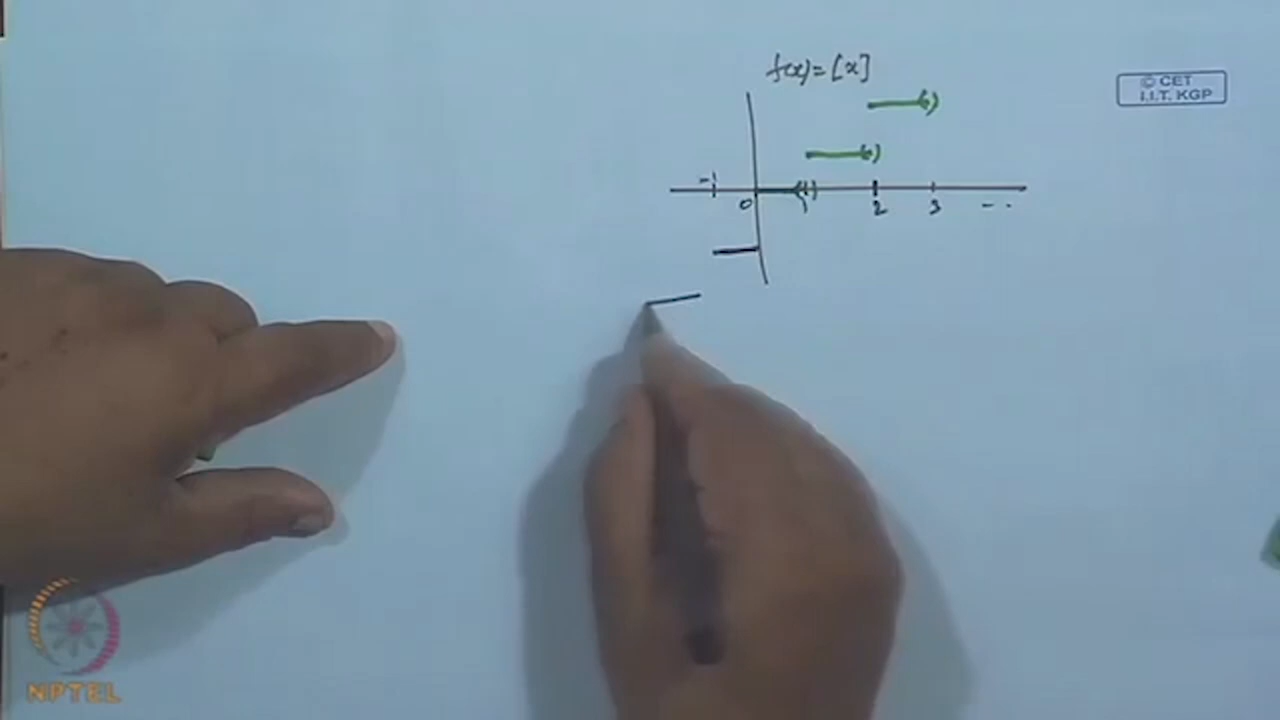 f(x) = [x]
© CET
I.I.T. KGP
-1 0 1 2 3 - -
NPTEL